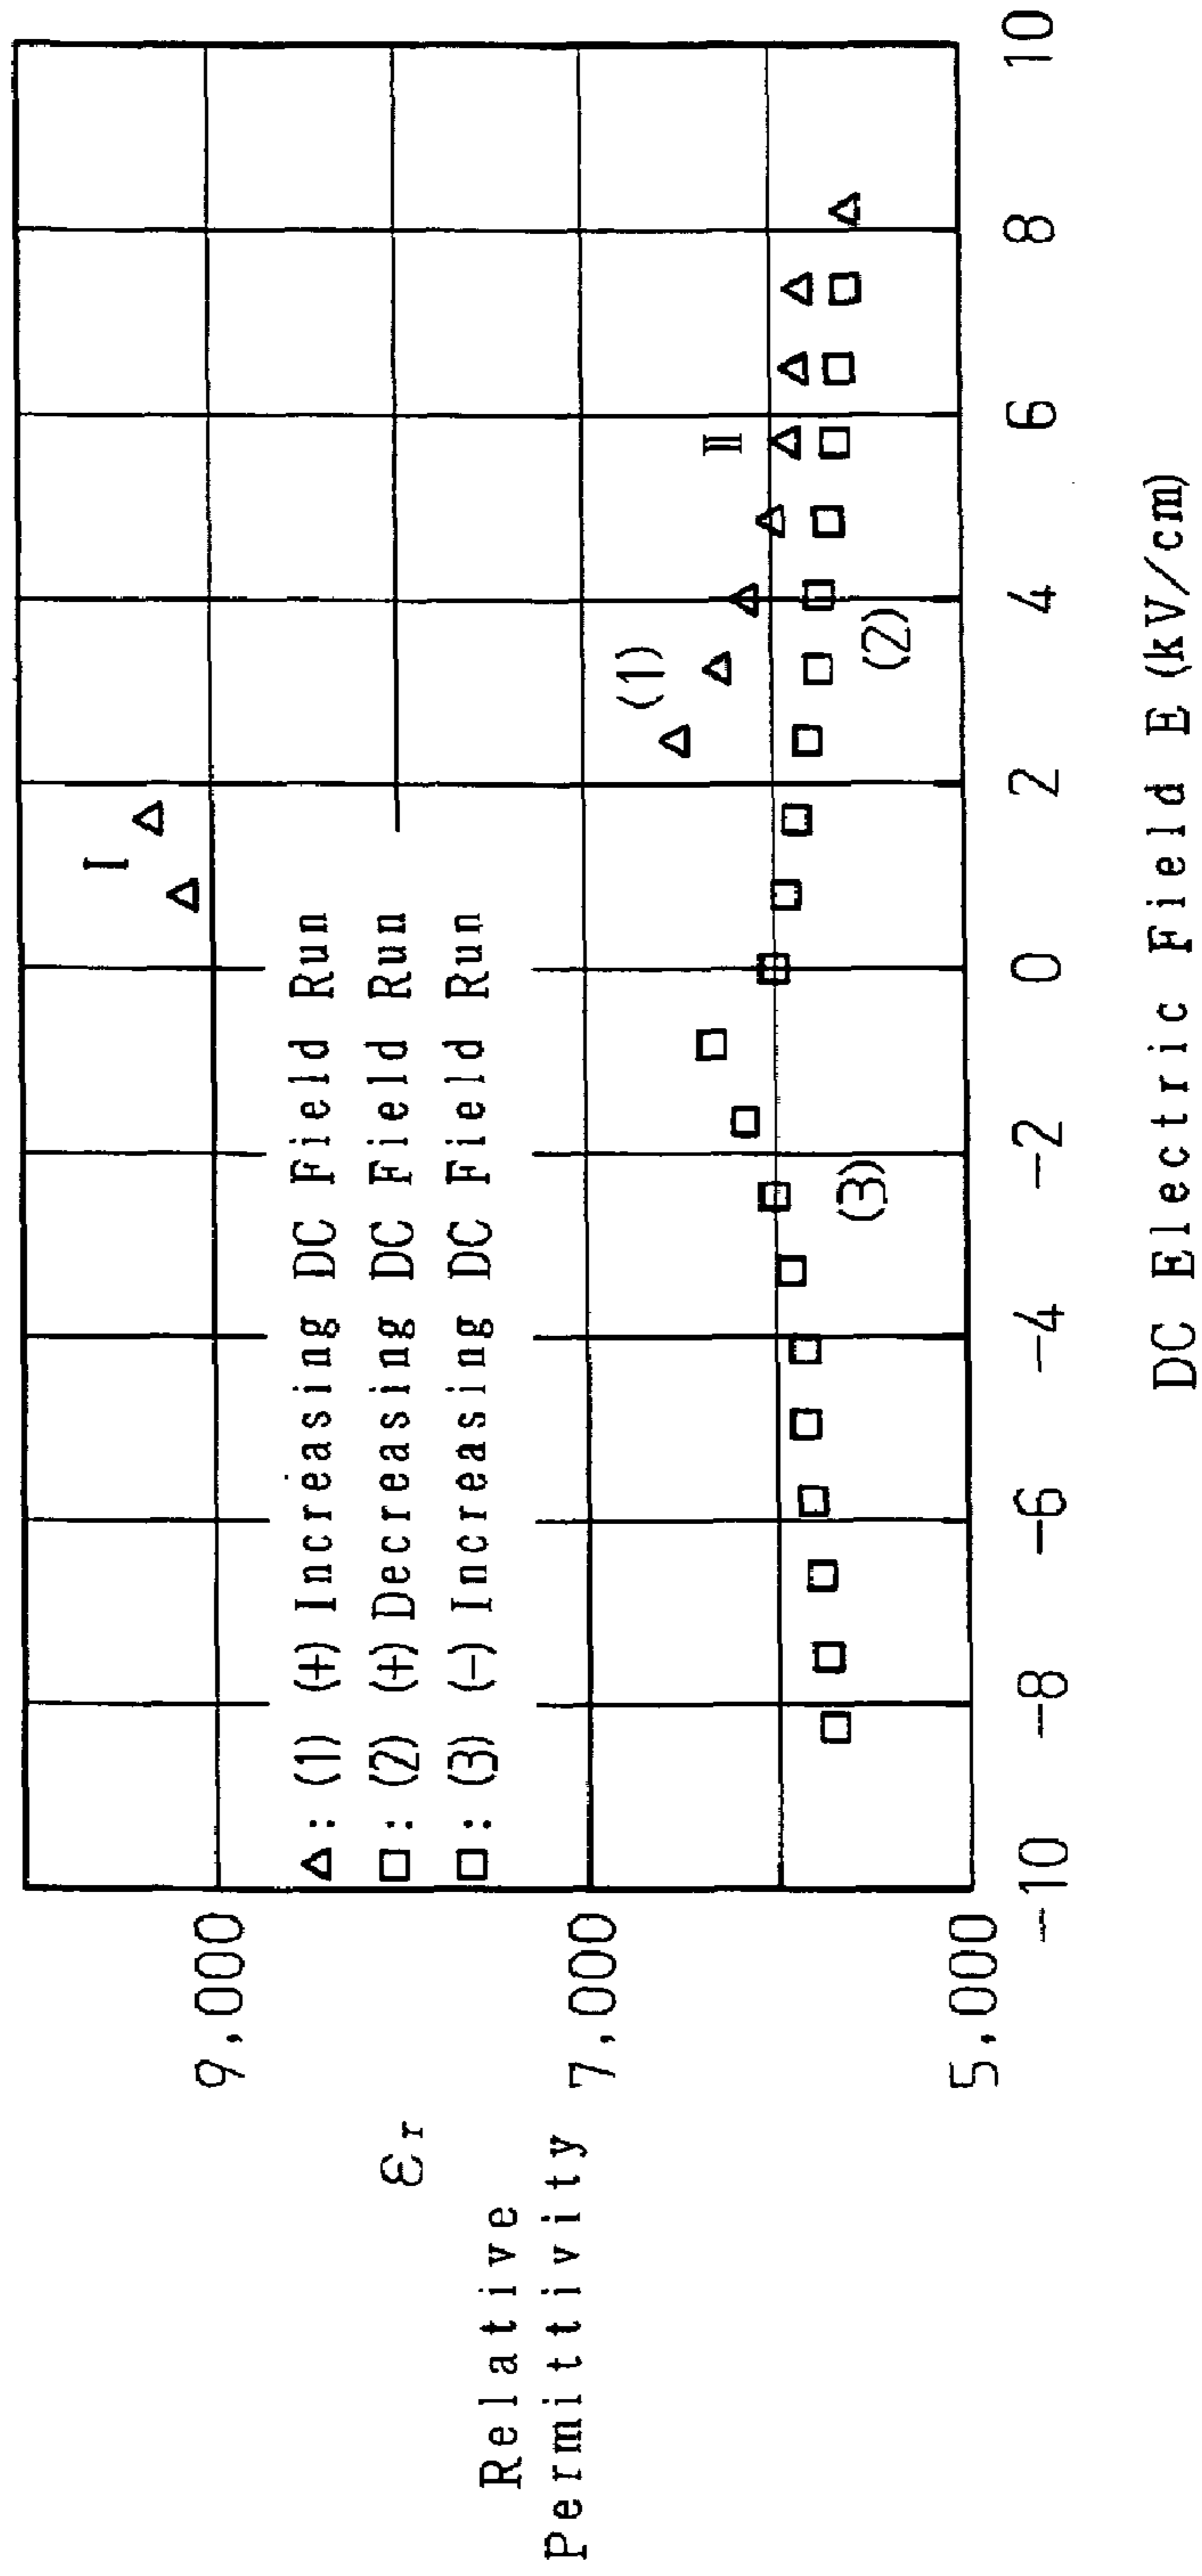 9,000
7,000
5,000
εr
Relative
Permittivity
I
II
(1)
(2)
(3)
△: (1) (+) Increasing DC Field Run
□: (2) (+) Decreasing DC Field Run
□: (3) (−) Increasing DC Field Run
−10 −8 −6 −4 −2 0 2 4 6 8 10
DC Electric Field E (kV/cm)